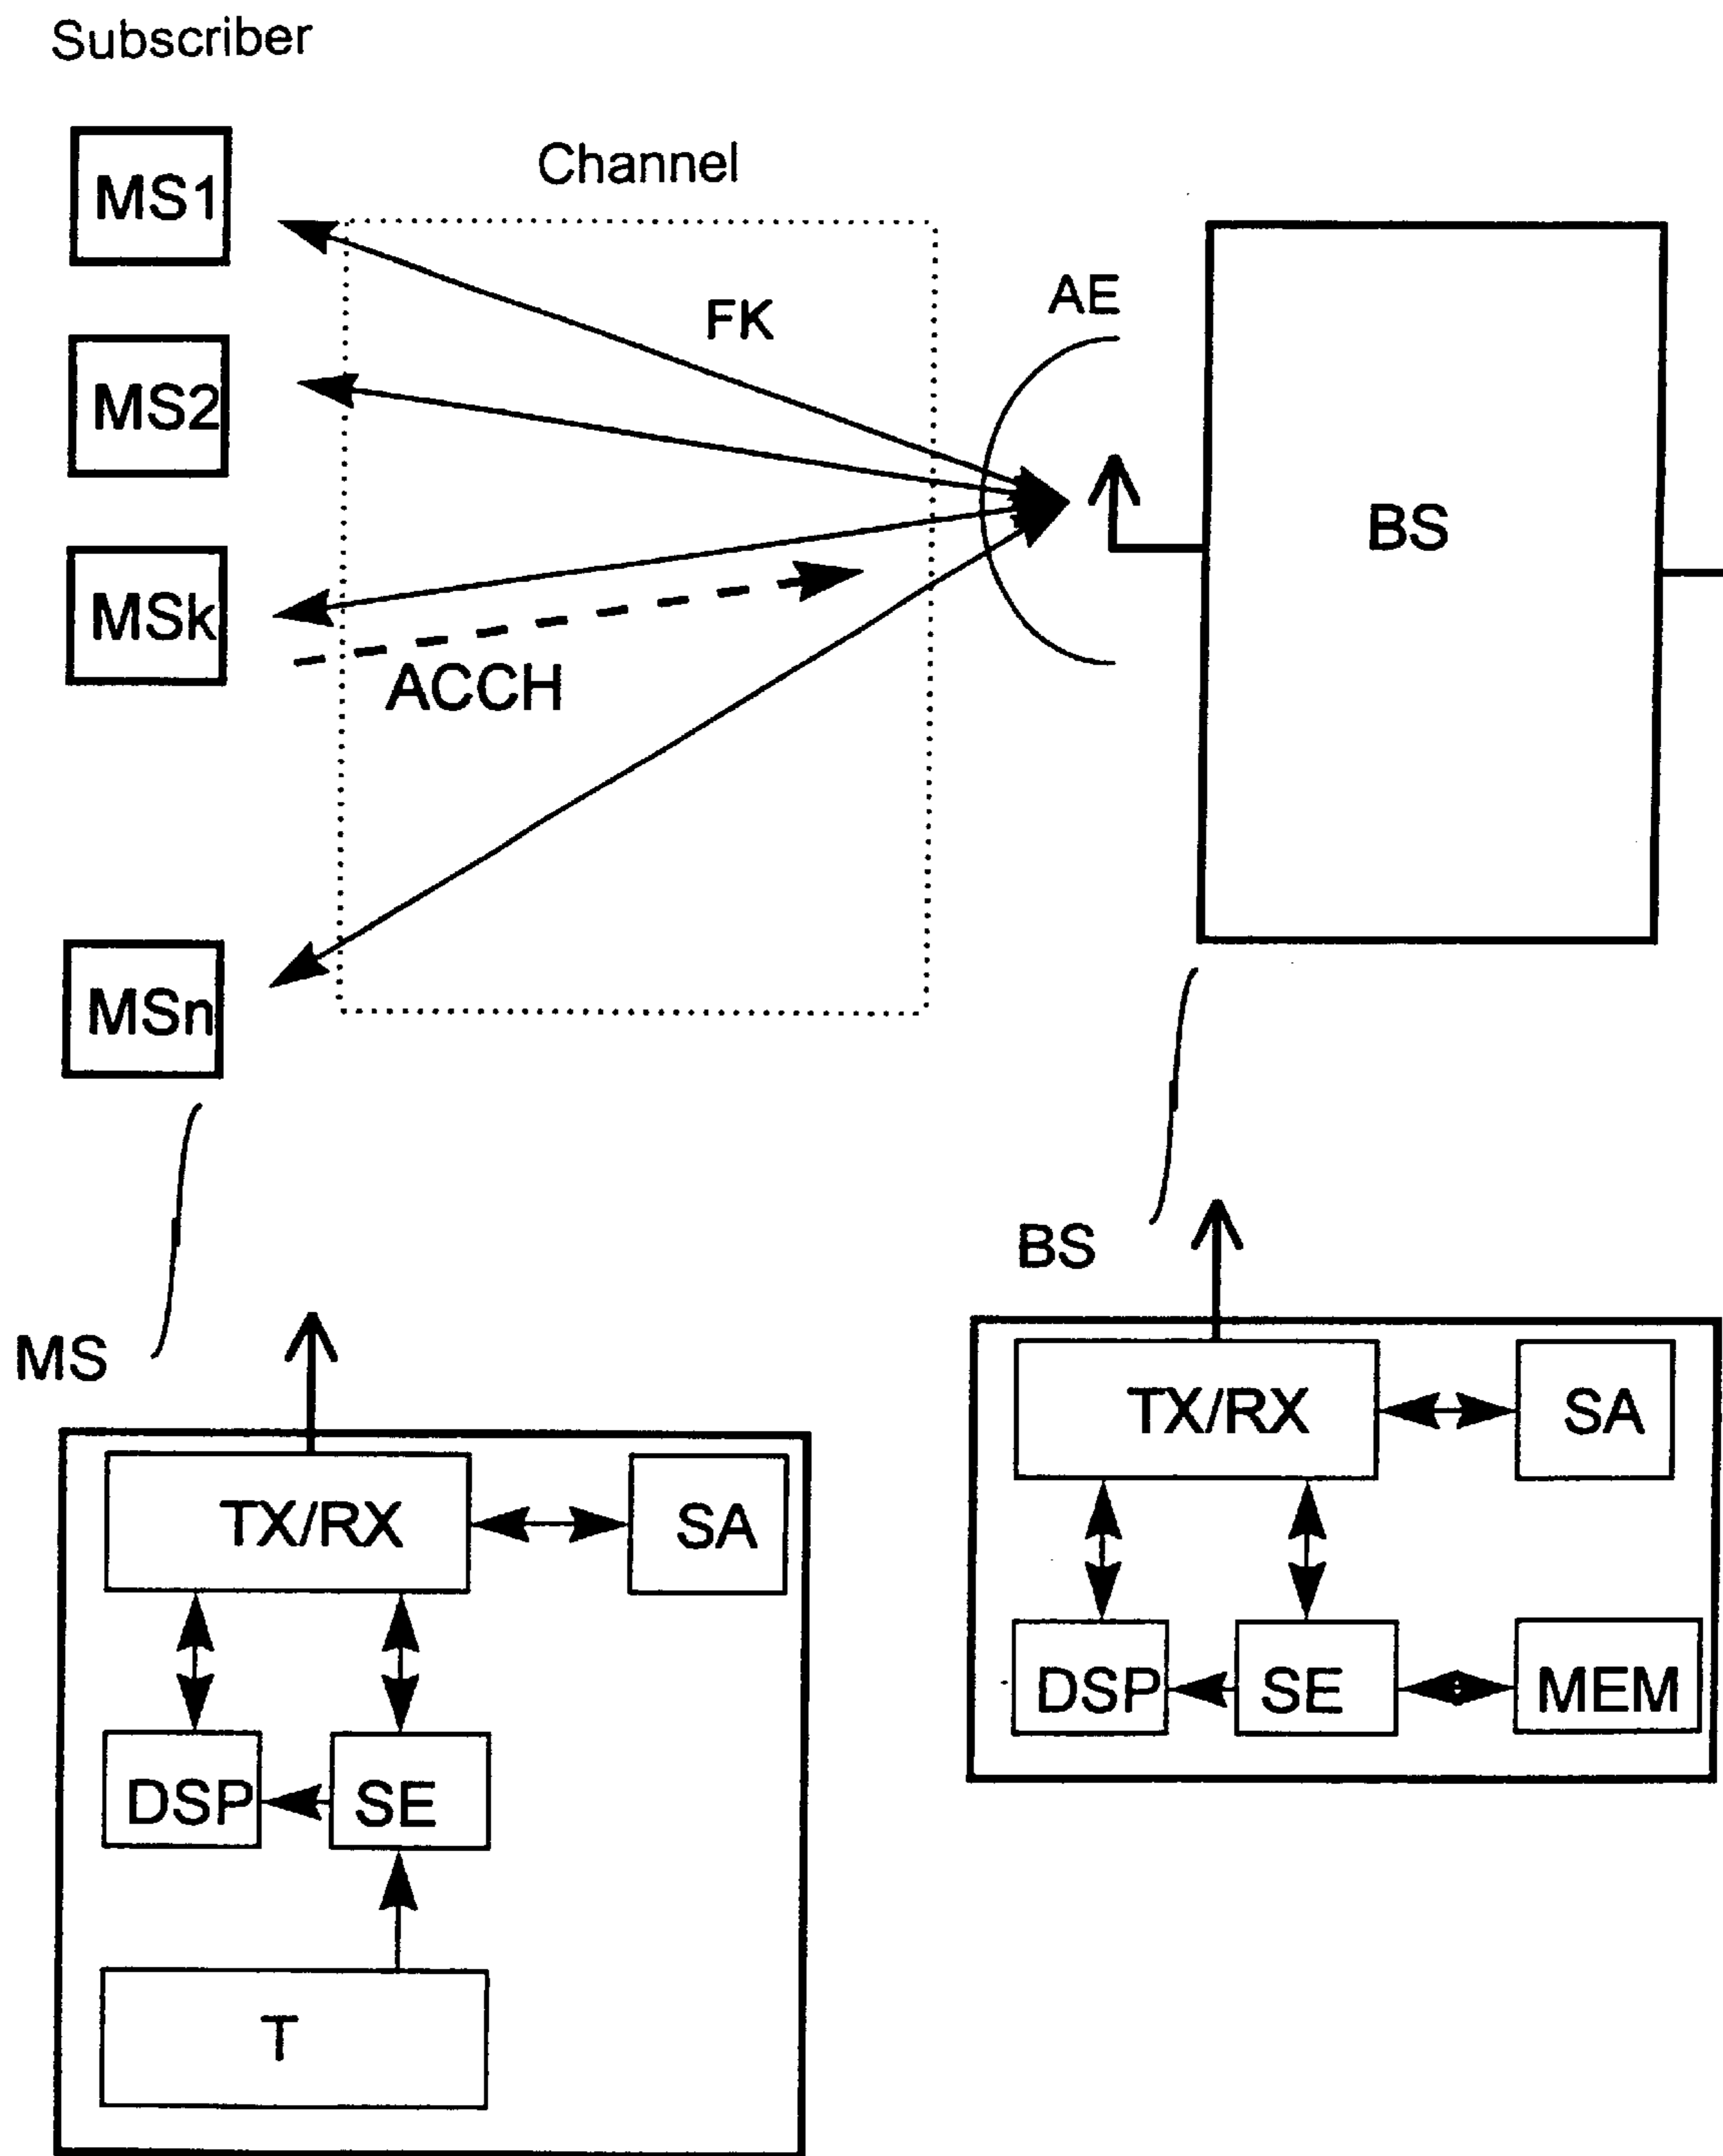 Subscriber
MS1
Channel
MS2
FK
AE
MSk
BS
ACCH
MSn
BS
MS
TX/RX
SA
TX/RX
SA
DSP
SE
MEM
DSP
SE
T